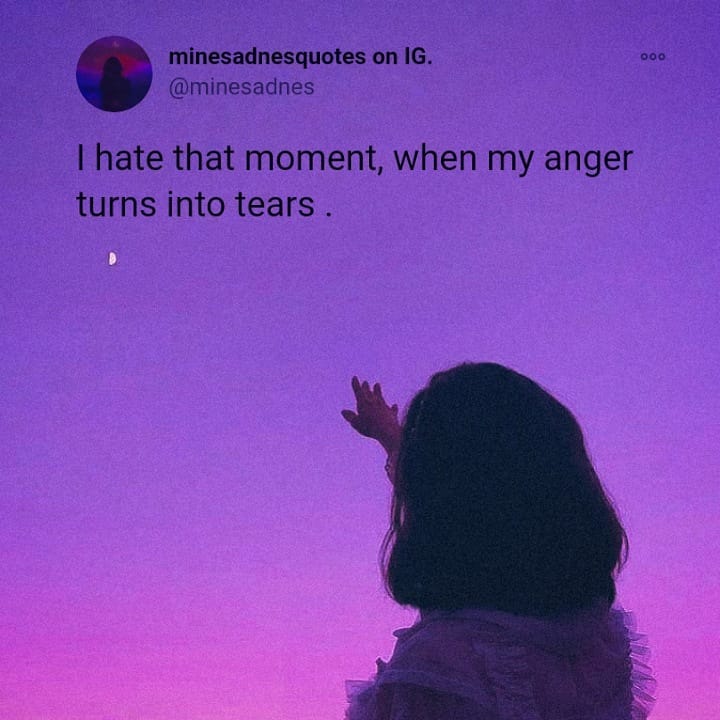 minesadnesquotes on IG.
@minesadnes
I hate that moment, when my anger
turns into tears .